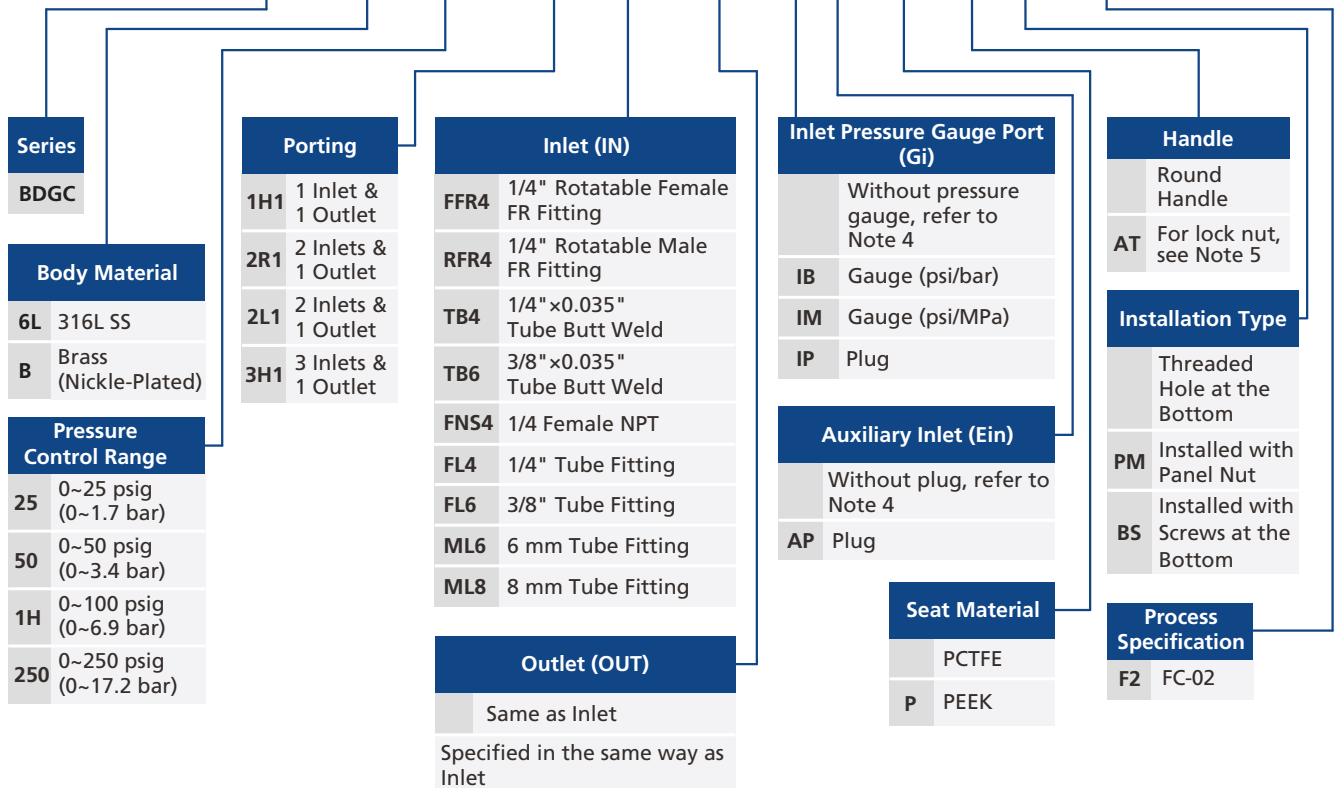 Series
BDGC
Body Material
6L 316L SS
B Brass
(Nickle-Plated)
Pressure
Control Range
25 0~25 psig
(0~1.7 bar)
50 0~50 psig
(0~3.4 bar)
1H 0~100 psig
(0~6.9 bar)
250 0~250 psig
(0~17.2 bar)
Porting
1H1 1 Inlet &
1 Outlet
2R1 2 Inlets &
1 Outlet
2L1 2 Inlets &
1 Outlet
3H1 3 Inlets &
1 Outlet
Inlet (IN)
FFR4 1/4" Rotatable Female
FR Fitting
RFR4 1/4" Rotatable Male
FR Fitting
TB4 1/4"×0.035"
Tube Butt Weld
TB6 3/8"×0.035"
Tube Butt Weld
FNS4 1/4 Female NPT
FL4 1/4" Tube Fitting
FL6 3/8" Tube Fitting
ML6 6 mm Tube Fitting
ML8 8 mm Tube Fitting
Outlet (OUT)
Same as Inlet
Specified in the same way as
Inlet
Inlet Pressure Gauge Port
(Gi)
Without pressure
gauge, refer to
Note 4
IB Gauge (psi/bar)
IM Gauge (psi/MPa)
IP Plug
Auxiliary Inlet (Ein)
Without plug, refer to
Note 4
AP Plug
Seat Material
PCTFE
P PEEK
Handle
Round
Handle
AT For lock nut,
see Note 5
Installation Type
Threaded
Hole at the
Bottom
PM Installed with
Panel Nut
BS Installed with
Screws at the
Bottom
Process
Specification
F2 FC-02